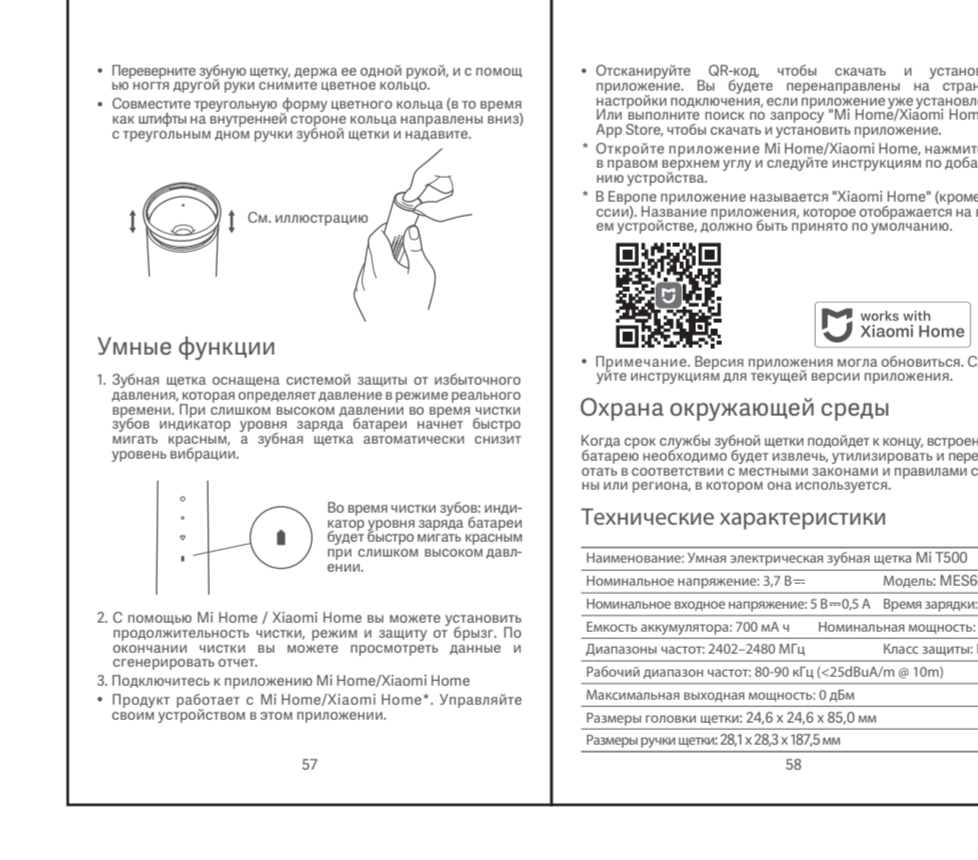 • Переверните зубную щетку, держа ее одной рукой, и с помощ
ью ногтя другой руки снимите цветное кольцо.
• Совместите треугольную форму цветного кольца (в то время
как штифты на внутренней стороне кольца направлены вниз)
с треугольным дном ручки зубной щетки и надавите.
См. иллюстрацию
Умные функции
1. Зубная щетка оснащена системой защиты от избыточного
давления, которая определяет давление в режиме реального
времени. При слишком высоком давлении во время чистки
зубов индикатор уровня заряда батареи начнет быстро
мигать красным, а зубная щетка автоматически снизит
уровень вибрации.
Во время чистки зубов: инди-
катор уровня заряда батареи
будет быстро мигать красным
при слишком высоком давл-
ении.
2. С помощью Mi Home / Xiaomi Home вы можете установить
продолжительность чистки, режим и защиту от брызг. По
окончании чистки вы можете просмотреть данные и
сгенерировать отчет.
3. Подключитесь к приложению Mi Home/Xiaomi Home
• Продукт работает с Mi Home/Xiaomi Home*. Управляйте
своим устройством в этом приложении.
57
• Отсканируйте QR-код, чтобы скачать и устано
приложение. Вы будете перенаправлены на стран
настройки подключения, если приложение уже установл
Или выполните поиск по запросу "Mi Home/Xiaomi Hom
App Store, чтобы скачать и установить приложение.
* Откройте приложение Mi Home/Xiaomi Home, нажмит
в правом верхнем углу и следуйте инструкциям по доба
нию устройства.
* В Европе приложение называется "Xiaomi Home" (кроме
ссии). Название приложения, которое отображается на
ем устройстве, должно быть принято по умолчанию.
works with
Xiaomi Home
• Примечание. Версия приложения могла обновиться. С
уйте инструкциям для текущей версии приложения.
Охрана окружающей среды
Когда срок службы зубной щетки подойдет к концу, встроен
батарею необходимо будет извлечь, утилизировать и пере
отать в соответствии с местными законами и правилами с
ны или региона, в котором она используется.
Технические характеристики
Наименование: Умная электрическая зубная щетка Mi T500
Номинальное напряжение: 3,7 В⎓ Модель: MES6
Номинальное входное напряжение: 5 В⎓0,5 А Время зарядки:
Емкость аккумулятора: 700 мА ч Номинальная мощность:
Диапазоны частот: 2402–2480 МГц Класс защиты:
Рабочий диапазон частот: 80-90 кГц (<25dBuA/m @ 10m)
Максимальная выходная мощность: 0 дБм
Размеры головки щетки: 24,6 x 24,6 x 85,0 мм
Размеры ручки щетки: 28,1 x 28,3 x 187,5 мм
58